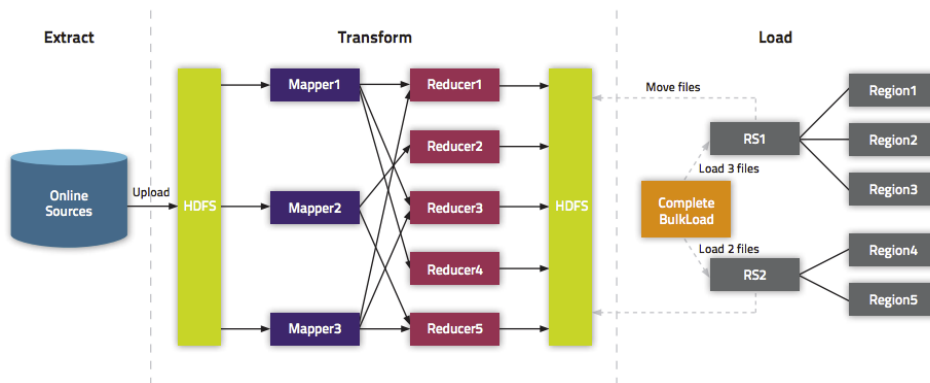 Extract
Transform
Load
Online
Sources
Upload
HDFS
Mapper1
Mapper2
Mapper3
Reducer1
Reducer2
Reducer3
Reducer4
Reducer5
HDFS
Move files
RS1
Load 3 files
Complete
BulkLoad
Load 2 files
RS2
Region1
Region2
Region3
Region4
Region5